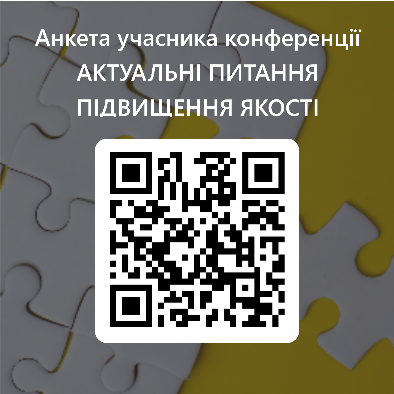 Анкета учасника конференції
АКТУАЛЬНІ ПИТАННЯ
ПІДВИЩЕННЯ ЯКОСТІ